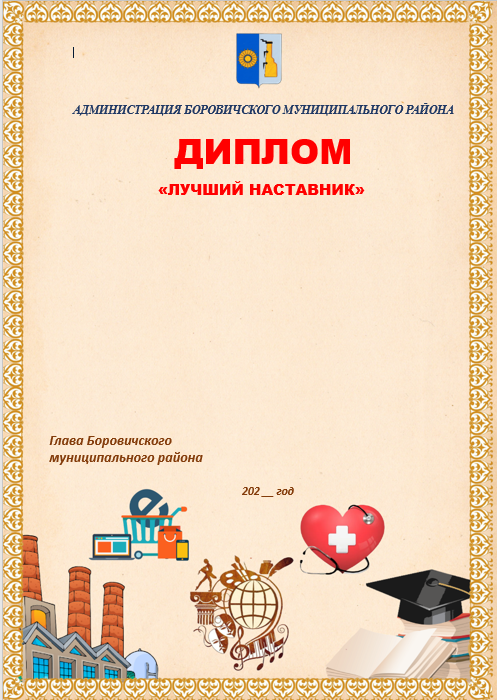 АДМИНИСТРАЦИЯ БОРОВИЧСКОГО МУНИЦИПАЛЬНОГО РАЙОНА
ДИПЛОМ
«ЛУЧШИЙ НАСТАВНИК»
Глава Боровичского
муниципального района
202__ год